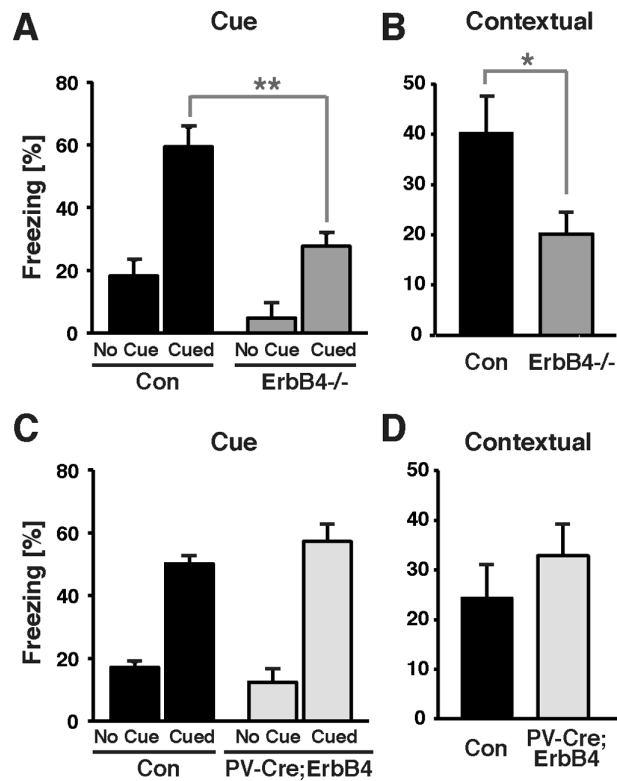 A
Cue
Freezing [%]
80
60
40
20
0
**
No Cue Cued No Cue Cued
Con ErbB4-/-
B
Contextual
50
40
30
20
10
0
*
Con ErbB4-/-
C
Cue
Freezing [%]
80
60
40
20
0
No Cue Cued No Cue Cued
Con PV-Cre;ErbB4
D
Contextual
50
40
30
20
10
0
Con PV-Cre;
ErbB4